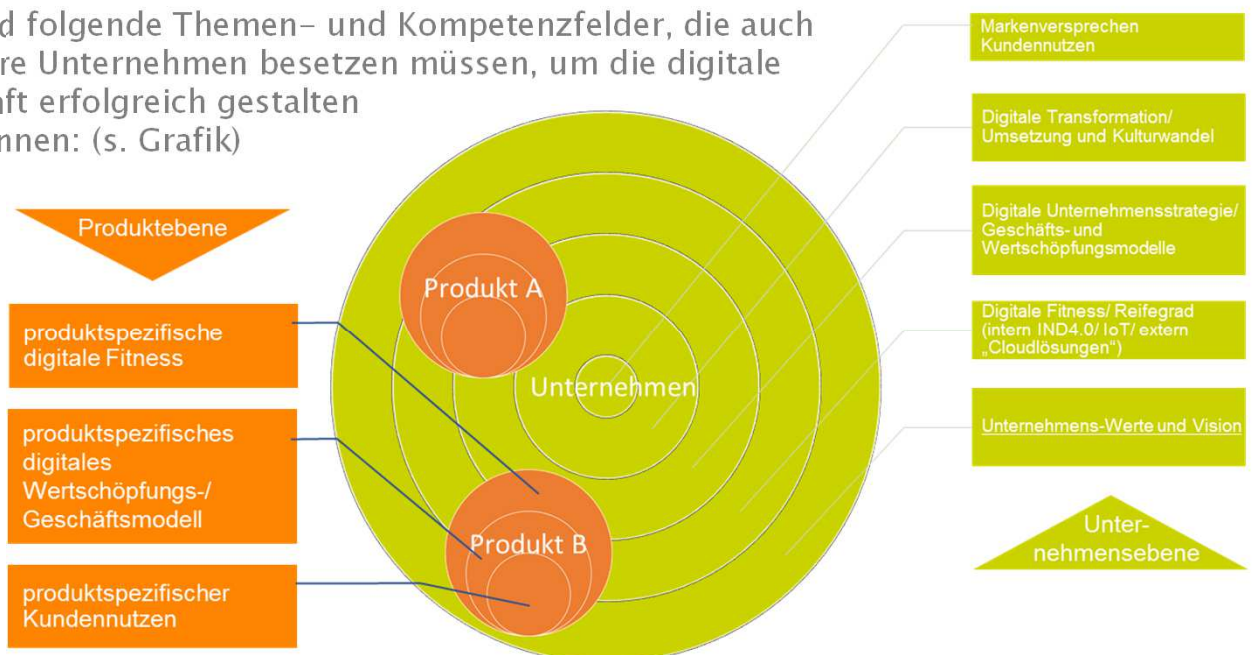 d folgende Themen- und Kompetenzfelder, die auch
re Unternehmen besetzen müssen, um die digitale
ft erfolgreich gestalten
nnen: (s. Grafik)
Produktebene
produktspezifische
digitale Fitness
produktspezifisches
digitales
Wertschöpfungs-/
Geschäftsmodell
produktspezifischer
Kundennutzen
Produkt A
Unternehmen
Produkt B
Markenversprechen
Kundennutzen
Digitale Transformation/
Umsetzung und Kulturwandel
Digitale Unternehmensstrategie/
Geschäfts- und
Wertschöpfungsmodelle
Digitale Fitness/ Reifegrad
(intern IND4.0/ IoT/ extern
„Cloudlösungen“)
Unternehmens-Werte und Vision
Unter-
nehmensebene